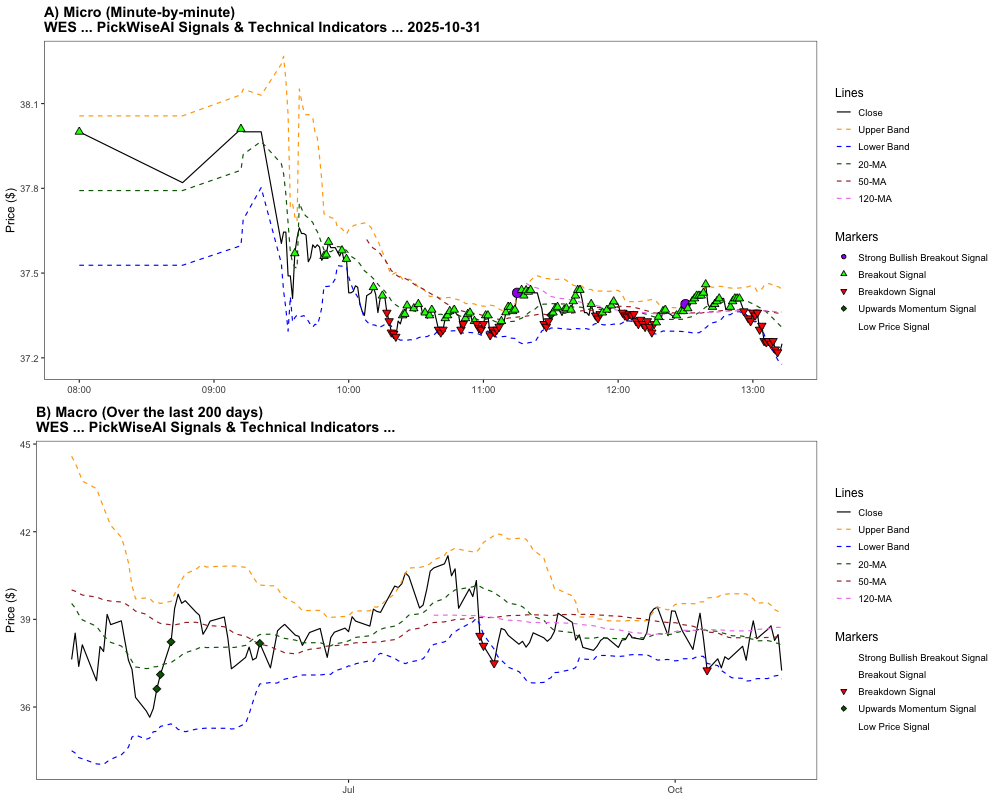 A) Micro (Minute-by-minute)
WES ... PickWiseAI Signals & Technical Indicators ... 2025-10-31
Price ($)
38.1
37.8
37.5
37.2
08:00
09:00
10:00
11:00
12:00
13:00
Lines
Close
Upper Band
Lower Band
20-MA
50-MA
120-MA
Markers
Strong Bullish Breakout Signal
Breakout Signal
Breakdown Signal
Upwards Momentum Signal
Low Price Signal
B) Macro (Over the last 200 days)
WES ... PickWiseAI Signals & Technical Indicators ...
Price ($)
45
42
39
36
Jul
Oct
Lines
Close
Upper Band
Lower Band
20-MA
50-MA
120-MA
Markers
Strong Bullish Breakout Signal
Breakout Signal
Breakdown Signal
Upwards Momentum Signal
Low Price Signal